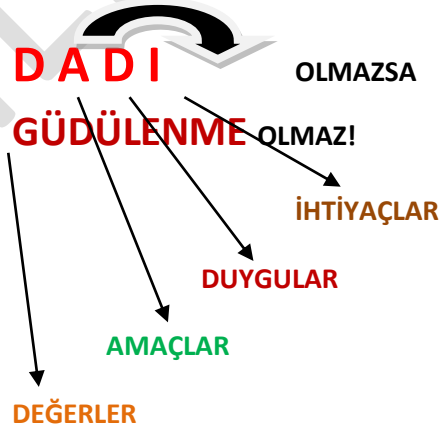 D A D I OLMAZSA
GÜDÜLENME OLMAZ!
İHTİYAÇLAR
DUYGULAR
AMAÇLAR
DEĞERLER